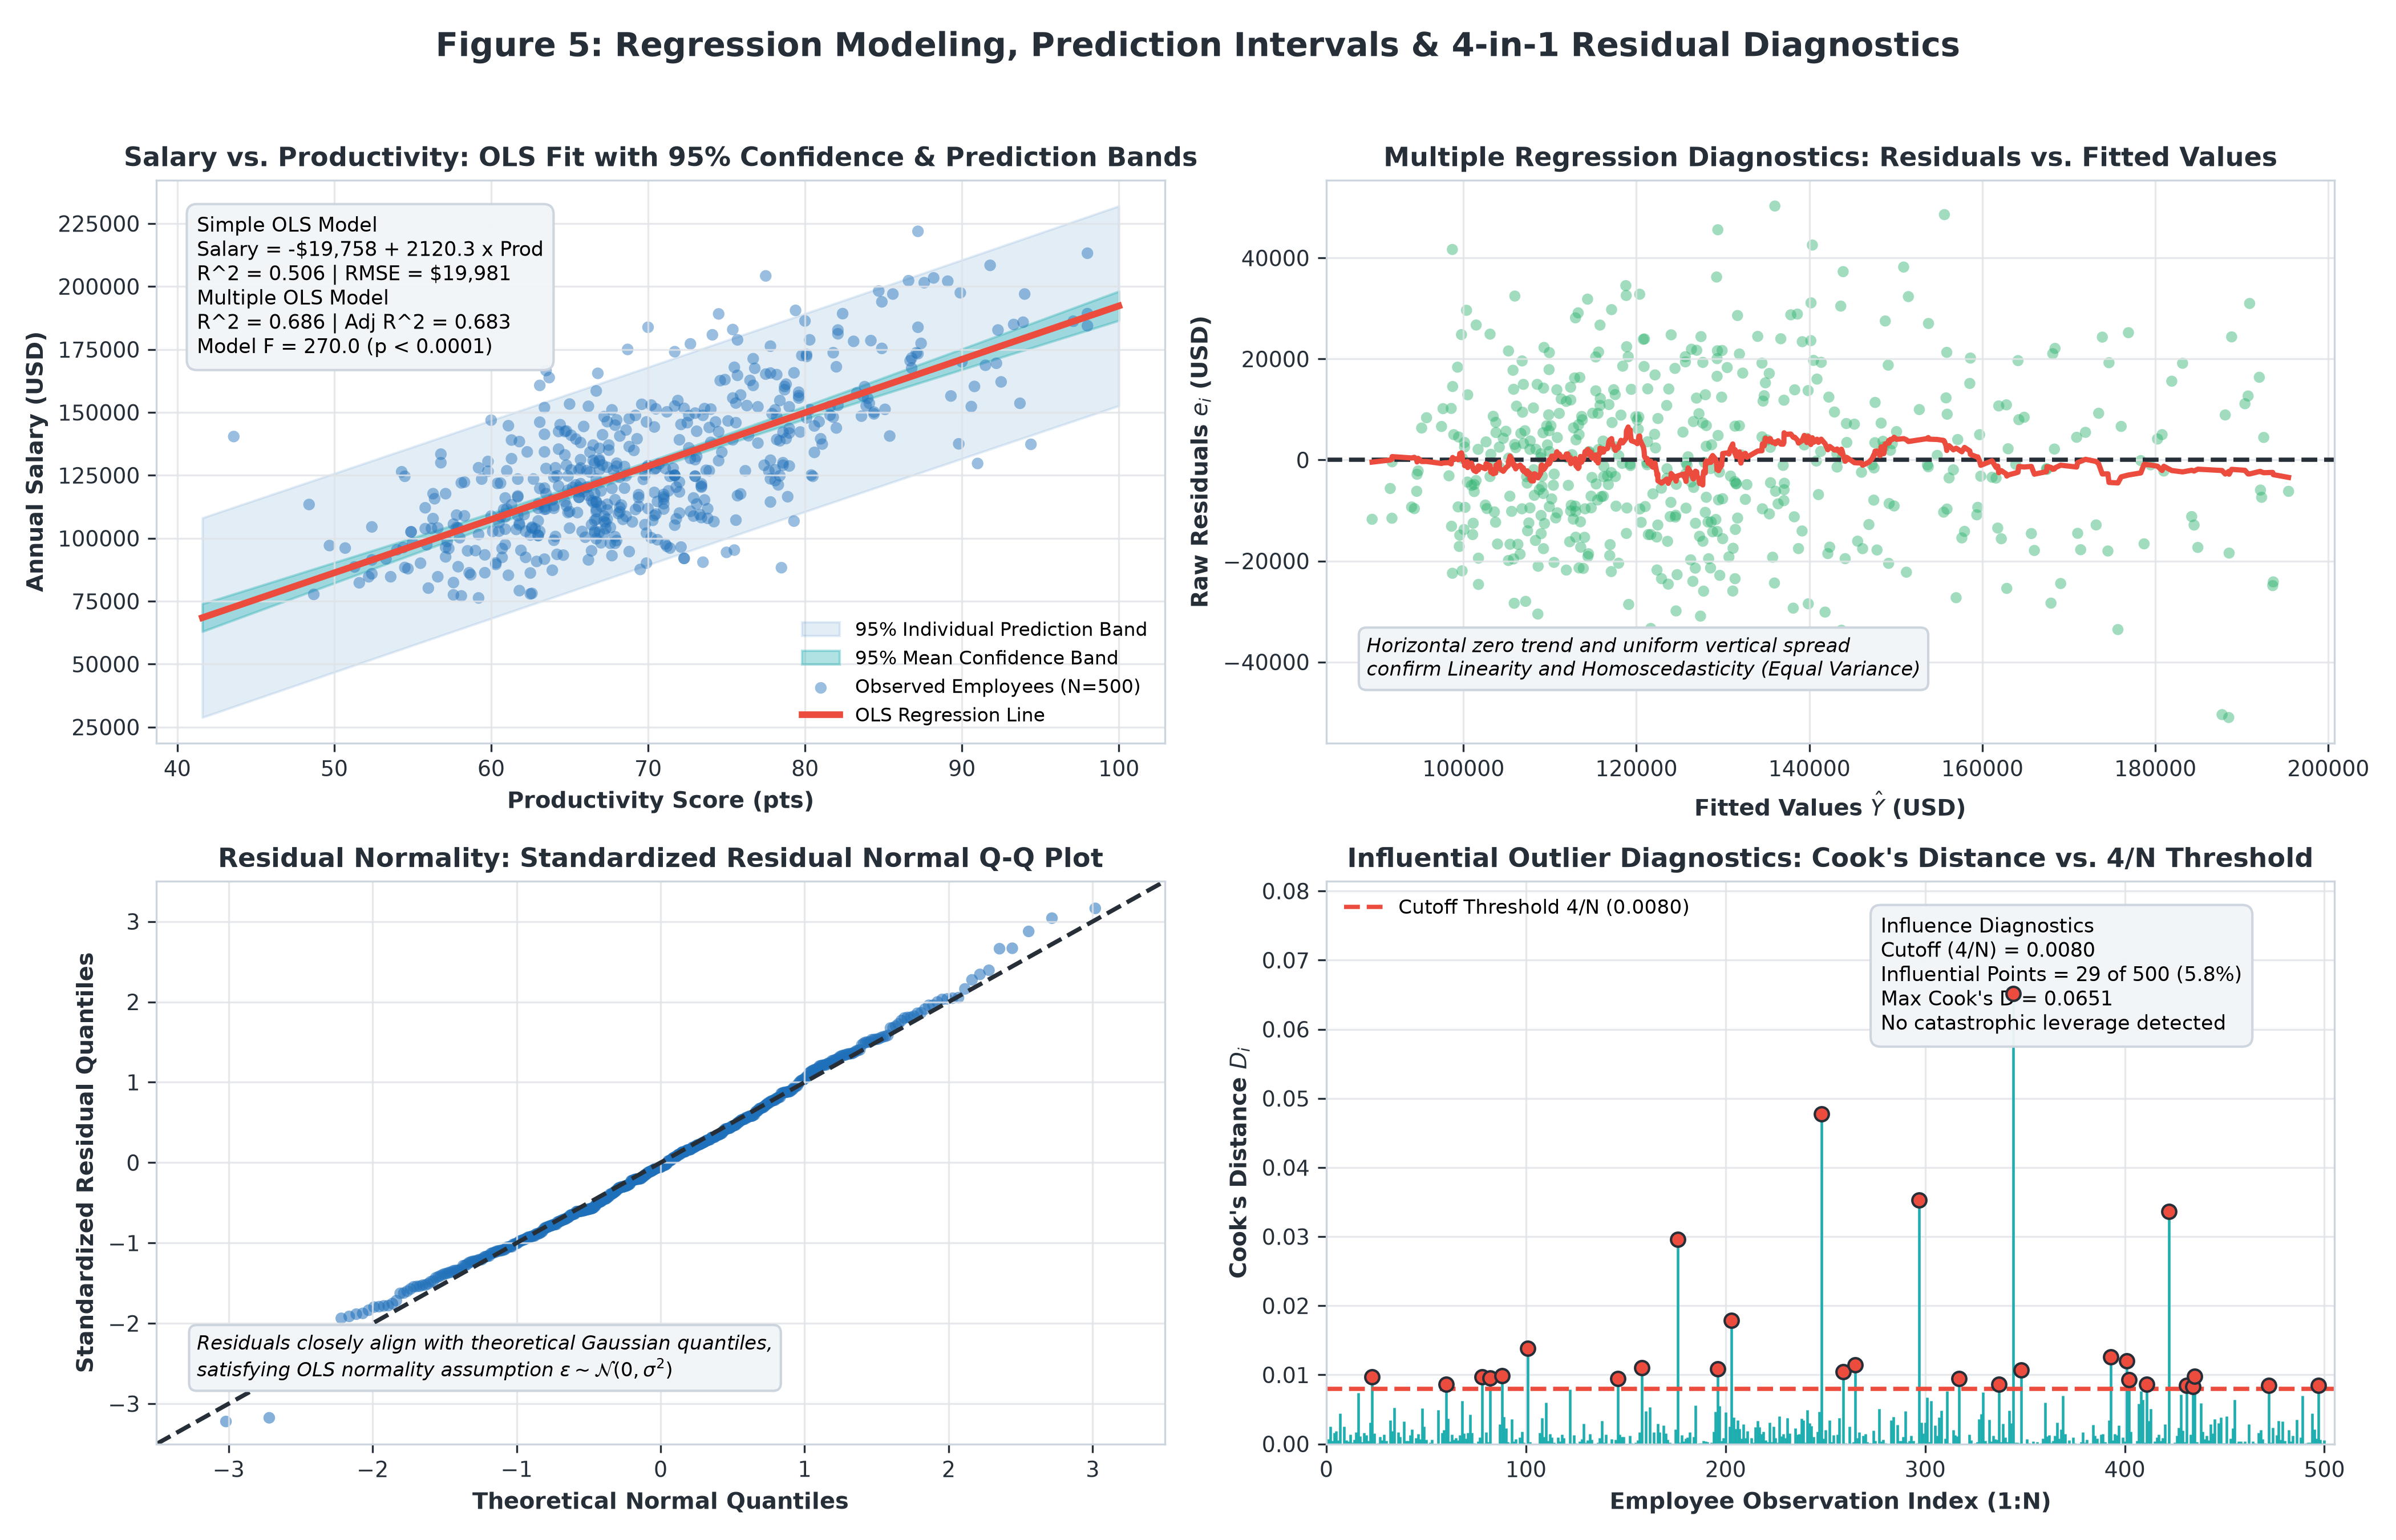 Figure 5: Regression Modeling, Prediction Intervals & 4-in-1 Residual Diagnostics
Salary vs. Productivity: OLS Fit with 95% Confidence & Prediction Bands
Annual Salary (USD)
225000
200000
175000
150000
125000
100000
75000
50000
25000
Simple OLS Model
Salary = -$19,758 + 2120.3 x Prod
R^2 = 0.506 | RMSE = $19,981
Multiple OLS Model
R^2 = 0.686 | Adj R^2 = 0.683
Model F = 270.0 (p < 0.0001)
95% Individual Prediction Band
95% Mean Confidence Band
Observed Employees (N=500)
OLS Regression Line
40 50 60 70 80 90 100
Productivity Score (pts)
Multiple Regression Diagnostics: Residuals vs. Fitted Values
Raw Residuals eᵢ (USD)
40000
20000
0
−20000
−40000
Horizontal zero trend and uniform vertical spread
confirm Linearity and Homoscedasticity (Equal Variance)
100000 120000 140000 160000 180000 200000
Fitted Values Ŷ (USD)
Residual Normality: Standardized Residual Normal Q-Q Plot
Standardized Residual Quantiles
3
2
1
0
−1
−2
−3
Residuals closely align with theoretical Gaussian quantiles,
satisfying OLS normality assumption ε ~ 𝒩(0, σ²)
−3 −2 −1 0 1 2 3
Theoretical Normal Quantiles
Influential Outlier Diagnostics: Cook's Distance vs. 4/N Threshold
Cook's Distance Dᵢ
0.08
0.07
0.06
0.05
0.04
0.03
0.02
0.01
0.00
Cutoff Threshold 4/N (0.0080)
Influence Diagnostics
Cutoff (4/N) = 0.0080
Influential Points = 29 of 500 (5.8%)
Max Cook's D = 0.0651
No catastrophic leverage detected
0 100 200 300 400 500
Employee Observation Index (1:N)